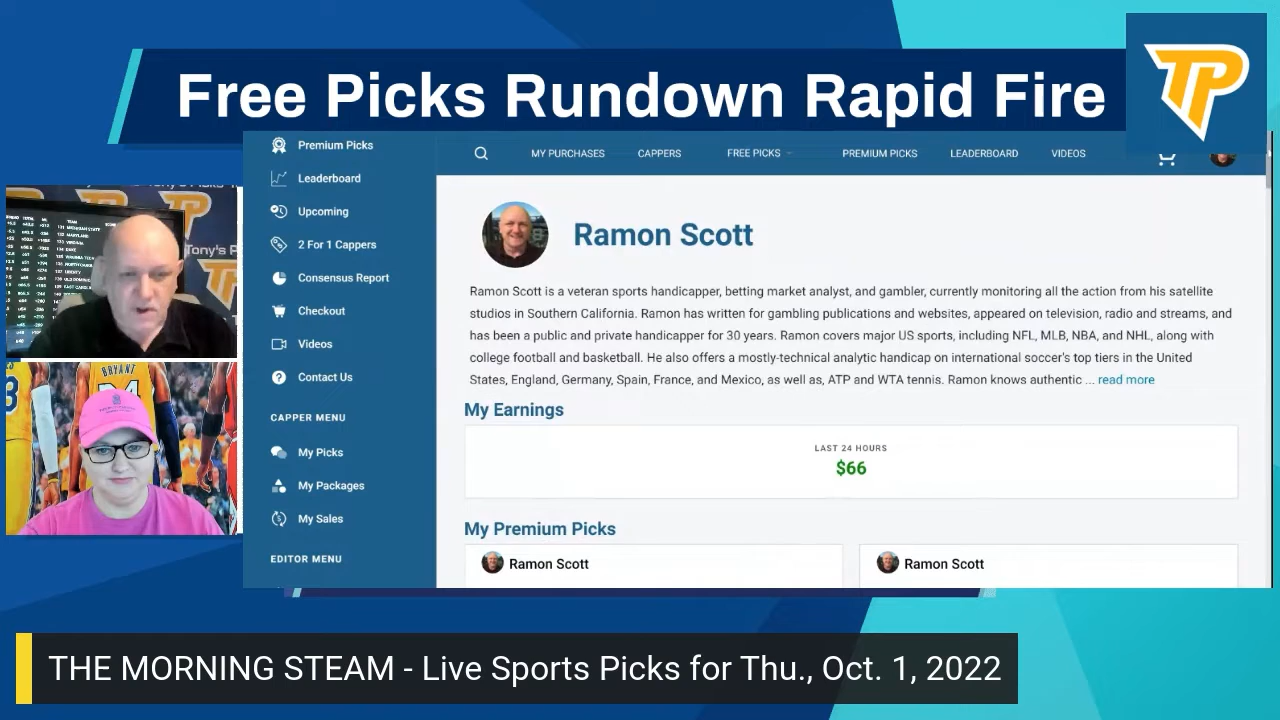 Free Picks Rundown Rapid Fire
TP
Premium Picks
Leaderboard
Upcoming
2 For 1 Cappers
Consensus Report
Checkout
Videos
Contact Us
CAPPER MENU
My Picks
My Packages
My Sales
EDITOR MENU
MY PURCHASES CAPPERS FREE PICKS PREMIUM PICKS LEADERBOARD VIDEOS
Ramon Scott
Ramon Scott is a veteran sports handicapper, betting market analyst, and gambler, currently monitoring all the action from his satellite
studios in Southern California. Ramon has written for gambling publications and websites, appeared on television, radio and streams, and
has been a public and private handicapper for 30 years. Ramon covers major US sports, including NFL, MLB, NBA, and NHL, along with
college football and basketball. He also offers a mostly-technical analytic handicap on international soccer's top tiers in the United
States, England, Germany, Spain, France, and Mexico, as well as, ATP and WTA tennis. Ramon knows authentic ... read more
My Earnings
LAST 24 HOURS
$66
My Premium Picks
Ramon Scott
Ramon Scott
Tony's P
BRYANT
THE MORNING STEAM - Live Sports Picks for Thu., Oct. 1, 2022